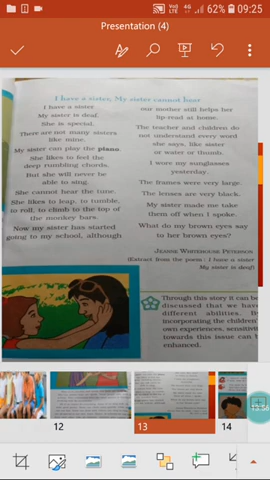 62% 09:25
Presentation (4)
I have a sister, My sister cannot hear
I have a sister
My sister is deaf.
She is special.
There are not many sisters
like mine.
My sister can play the piano.
She likes to feel the
deep rumbling chords.
But she will never be
able to sing.
She cannot hear the tune.
She likes to leap, to tumble,
to roll, to climb to the top of
the monkey bars.
Now my sister has started
going to my school, although
our mother still helps her
lip-read at home.
The teacher and children do
not understand every word
she says, like sister
or water or thumb.
I wore my sunglasses
yesterday.
The frames were very large.
The lenses are very black.
My sister made me take
them off when I spoke.
What do my brown eyes say
to her brown eyes?
JEANNE WHITEHOUSE PETERSON
(Extract from the poem : I have a sister
My sister is deaf)
Through this story it can be
discussed that we have
different abilities. By
incorporating the children
own experiences, sensitivi
towards this issue can b
enhanced.
12
13
14